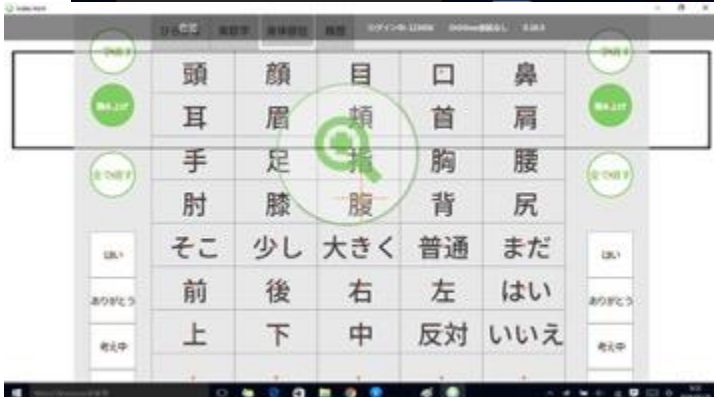 頭 顔 目 口 鼻
耳 眉 頬 首 肩
手 足 指 胸 腰
肘 膝 腹 背 尻
そこ 少し 大きく 普通 まだ
前 後 右 左 はい
上 下 中 反対 いいえ
はい はい
ありがとう ありがとう
考え中 考え中